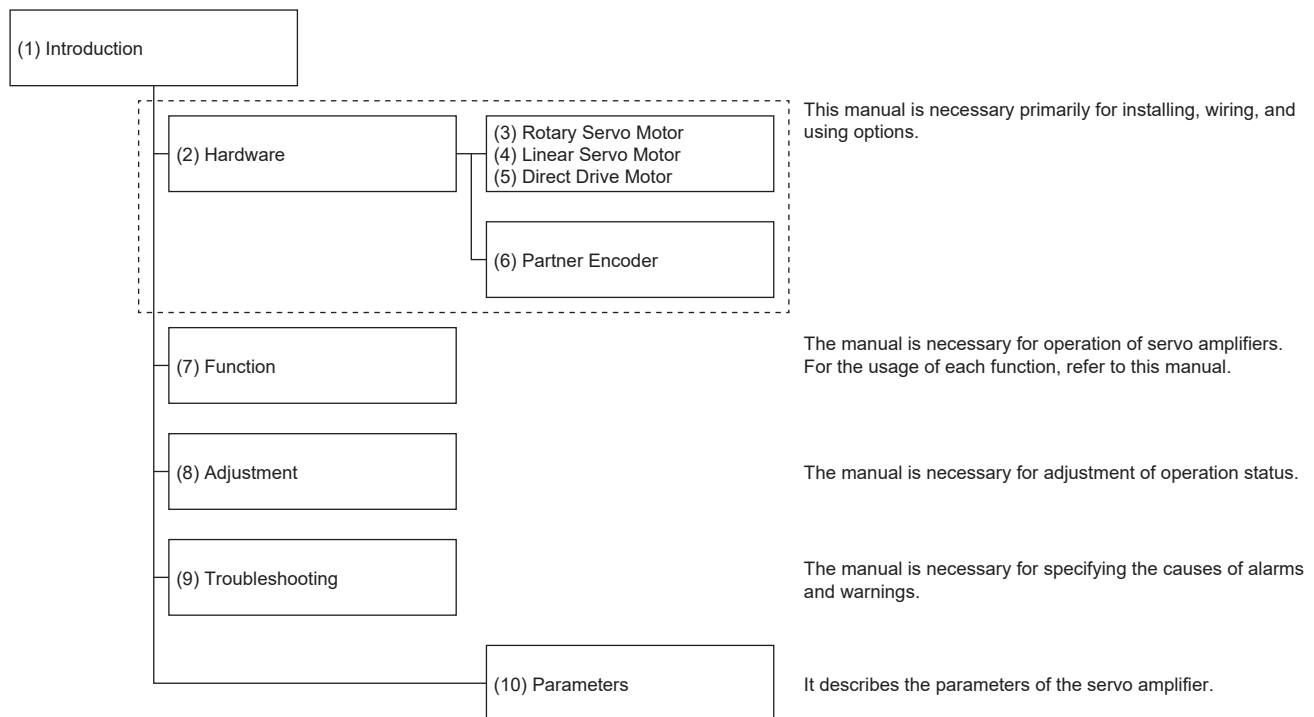 (1) Introduction
This manual is necessary primarily for installing, wiring, and
using options.
(2) Hardware
(3) Rotary Servo Motor
(4) Linear Servo Motor
(5) Direct Drive Motor
(6) Partner Encoder
The manual is necessary for operation of servo amplifiers.
For the usage of each function, refer to this manual.
(7) Function
(8) Adjustment
The manual is necessary for adjustment of operation status.
(9) Troubleshooting
The manual is necessary for specifying the causes of alarms
and warnings.
(10) Parameters
It describes the parameters of the servo amplifier.